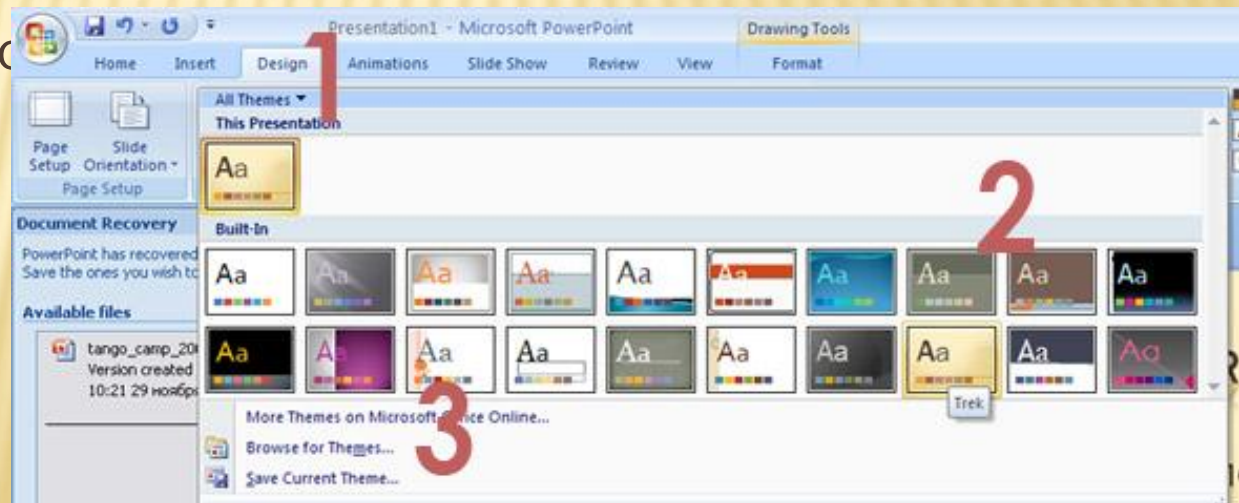 Presentation1 - Microsoft PowerPoint
Drawing Tools
Home Insert Design Animations Slide Show Review View Format
1
All Themes
This Presentation
Page Setup
Slide Orientation
Page Setup
Aa
2
Document Recovery
Built-In
PowerPoint has recovered
Save the ones you wish to
Aa Aa Aa Aa Aa Aa Aa Aa Aa Aa
Available files
tango_camp_20
Version created
10:21 29 ноября
Aa Aa Aa Aa Aa Aa Aa Aa Aa Aa
Trek
3
More Themes on Microsoft Office Online...
Browse for Themes...
Save Current Theme...